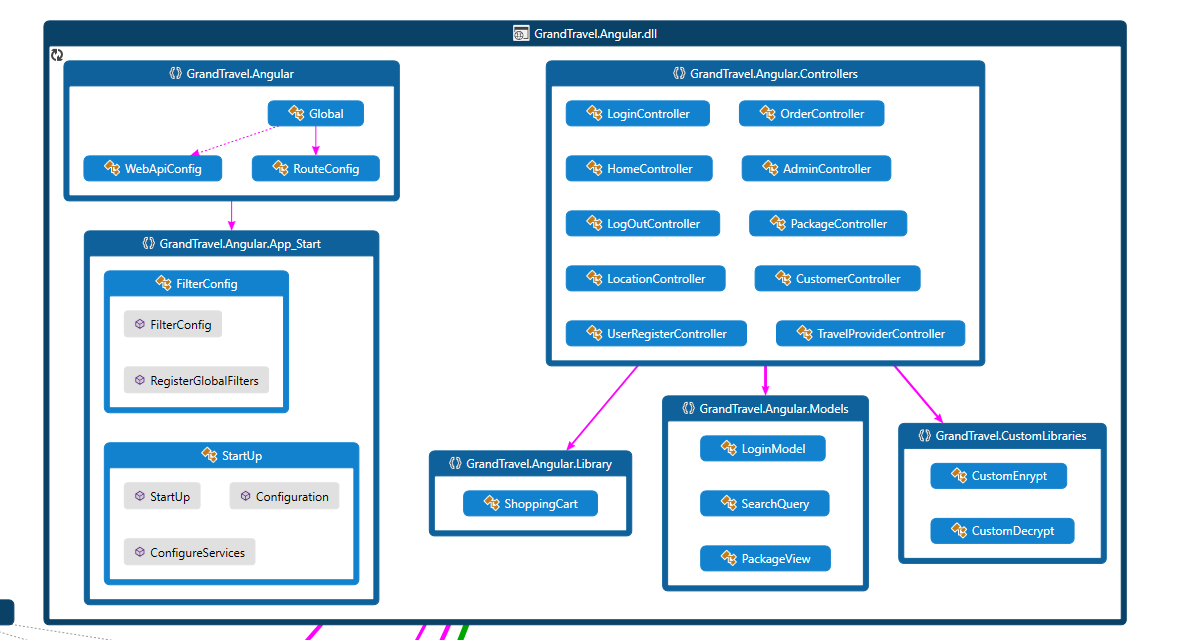 GrandTravel.Angular.dll
GrandTravel.Angular
Global
WebApiConfig
RouteConfig
GrandTravel.Angular.App_Start
FilterConfig
FilterConfig
RegisterGlobalFilters
StartUp
StartUp
Configuration
ConfigureServices
GrandTravel.Angular.Controllers
LoginController
OrderController
HomeController
AdminController
LogOutController
PackageController
LocationController
CustomerController
UserRegisterController
TravelProviderController
GrandTravel.Angular.Library
ShoppingCart
GrandTravel.Angular.Models
LoginModel
SearchQuery
PackageView
GrandTravel.CustomLibraries
CustomEnrypt
CustomDecrypt